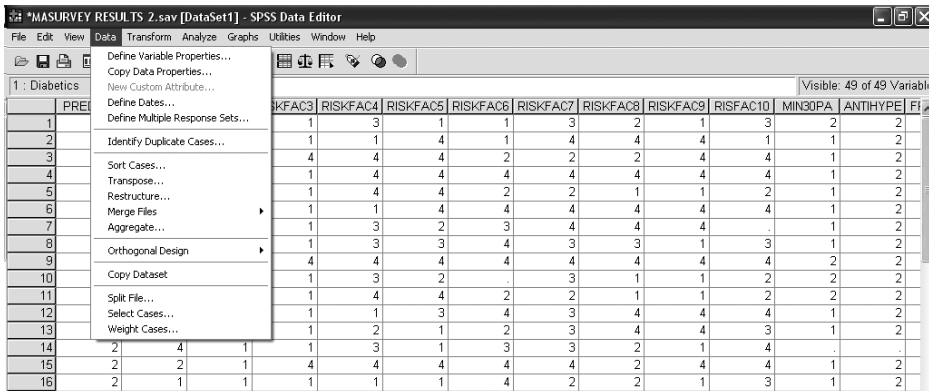 *MASURVEY RESULTS 2.sav [DataSet1] - SPSS Data Editor
File Edit View Data Transform Analyze Graphs Utilities Window Help
1 : Diabetics Visible: 49 of 49 Variabl
SKFAC3 RISKFAC4 RISKFAC5 RISKFAC6 RISKFAC7 RISKFAC8 RISKFAC9 RISFAC10 MIN30PA ANTIHYPE
Define Variable Properties...
Copy Data Properties...
New Custom Attribute...
Define Dates...
Define Multiple Response Sets...
Identify Duplicate Cases...
Sort Cases...
Transpose...
Restructure...
Merge Files
Aggregate...
Orthogonal Design
Copy Dataset
Split File...
Select Cases...
Weight Cases...
1 1 3 1 1 3 2 1 3 2 2
2 1 1 4 1 4 4 4 1 1 2
3 4 4 4 2 2 2 4 4 1 2
4 1 4 4 4 4 4 4 4 1 2
5 1 4 4 2 2 1 1 2 1 2
6 1 1 4 4 4 4 4 4 1 2
7 1 3 2 3 4 4 4 . 1 2
8 1 3 3 4 3 3 1 3 1 2
9 4 4 4 4 4 4 4 4 2 2
10 1 3 2 . 3 1 1 2 2 2
11 1 4 4 2 2 1 1 2 2 2
12 1 1 3 4 3 4 4 4 1 2
13 1 2 1 2 3 4 4 3 1 2
14 2 4 1 1 3 1 3 3 2 1 4 . .
15 2 2 1 4 4 4 4 4 2 4 4 1 2
16 2 1 1 1 1 1 4 2 2 1 3 1 2